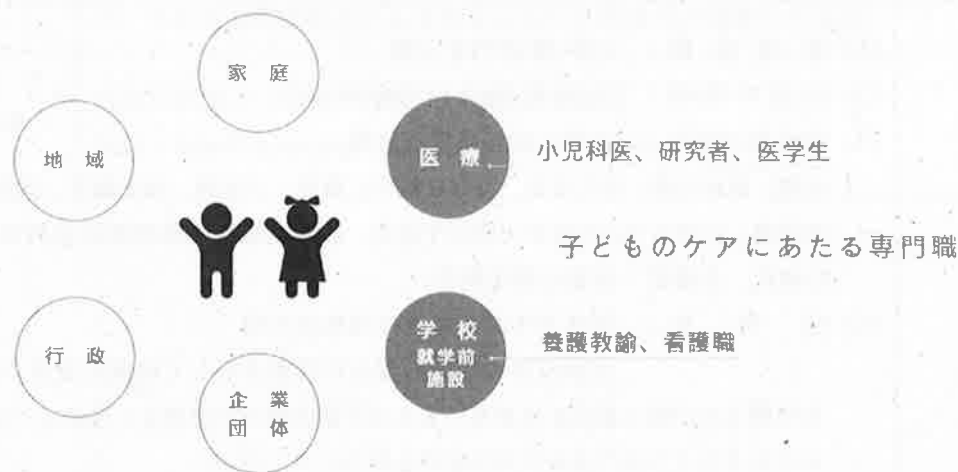 家 庭
地 域
医 療
小児科医、研究者、医学生
子どものケアにあたる専門職
学 校
就学前
施設
養護教諭、看護職
行 政
企 業
団 体